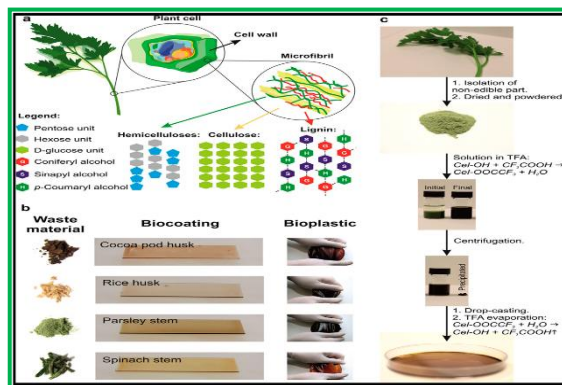 a
Plant cell
Cell wall
Microfibril
Legend:
Pentose unit
Hexose unit
D-glucose unit
G Coniferyl alcohol
S Sinapyl alcohol
H p-Coumaryl alcohol
Hemicelluloses:
Cellulose:
Lignin:
b
Waste
material
Biocoating
Bioplastic
Cocoa pod husk
Rice husk
Parsley stem
Spinach stem
c
1. Isolation of
non-edible part.
2. Dried and powdered.
Solution in TFA:
Cel-OH + CF₃COOH →
Cel-OOCCF₃ + H₂O
Initial Final
Centrifugation.
Precipitated
1. Drop-casting.
2. TFA evaporation:
Cel-OOCCF₃ + H₂O →
Cel-OH + CF₃COOH↑